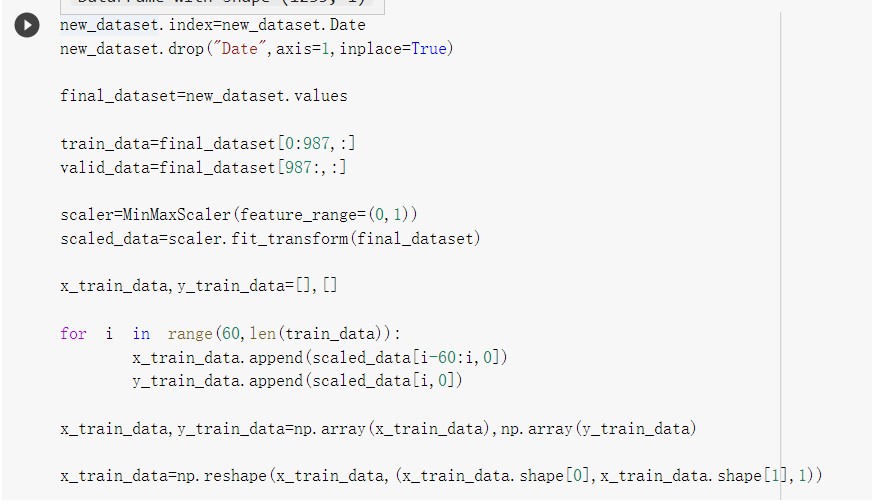 DataFrame with shape (1235, 1)
new_dataset.index=new_dataset.Date
new_dataset.drop("Date",axis=1,inplace=True)
final_dataset=new_dataset.values
train_data=final_dataset[0:987,:]
valid_data=final_dataset[987:,:]
scaler=MinMaxScaler(feature_range=(0,1))
scaled_data=scaler.fit_transform(final_dataset)
x_train_data,y_train_data=[],[]
for i in range(60,len(train_data)):
x_train_data.append(scaled_data[i-60:i,0])
y_train_data.append(scaled_data[i,0])
x_train_data,y_train_data=np.array(x_train_data),np.array(y_train_data)
x_train_data=np.reshape(x_train_data,(x_train_data.shape[0],x_train_data.shape[1],1))